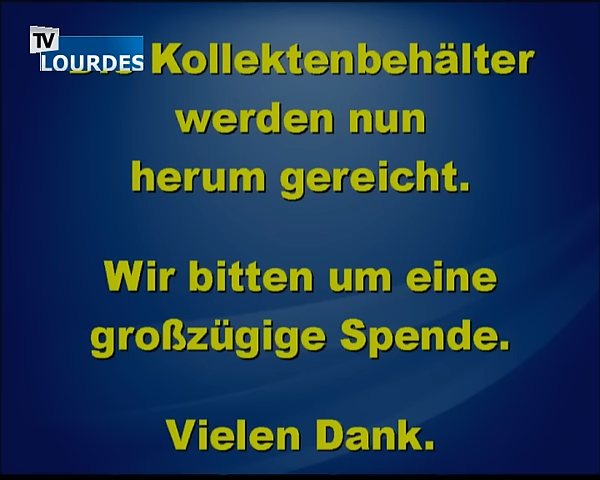 TV
LOURDES
Kollektenbehälter
werden nun
herum gereicht.
Wir bitten um eine
großzügige Spende.
Vielen Dank.